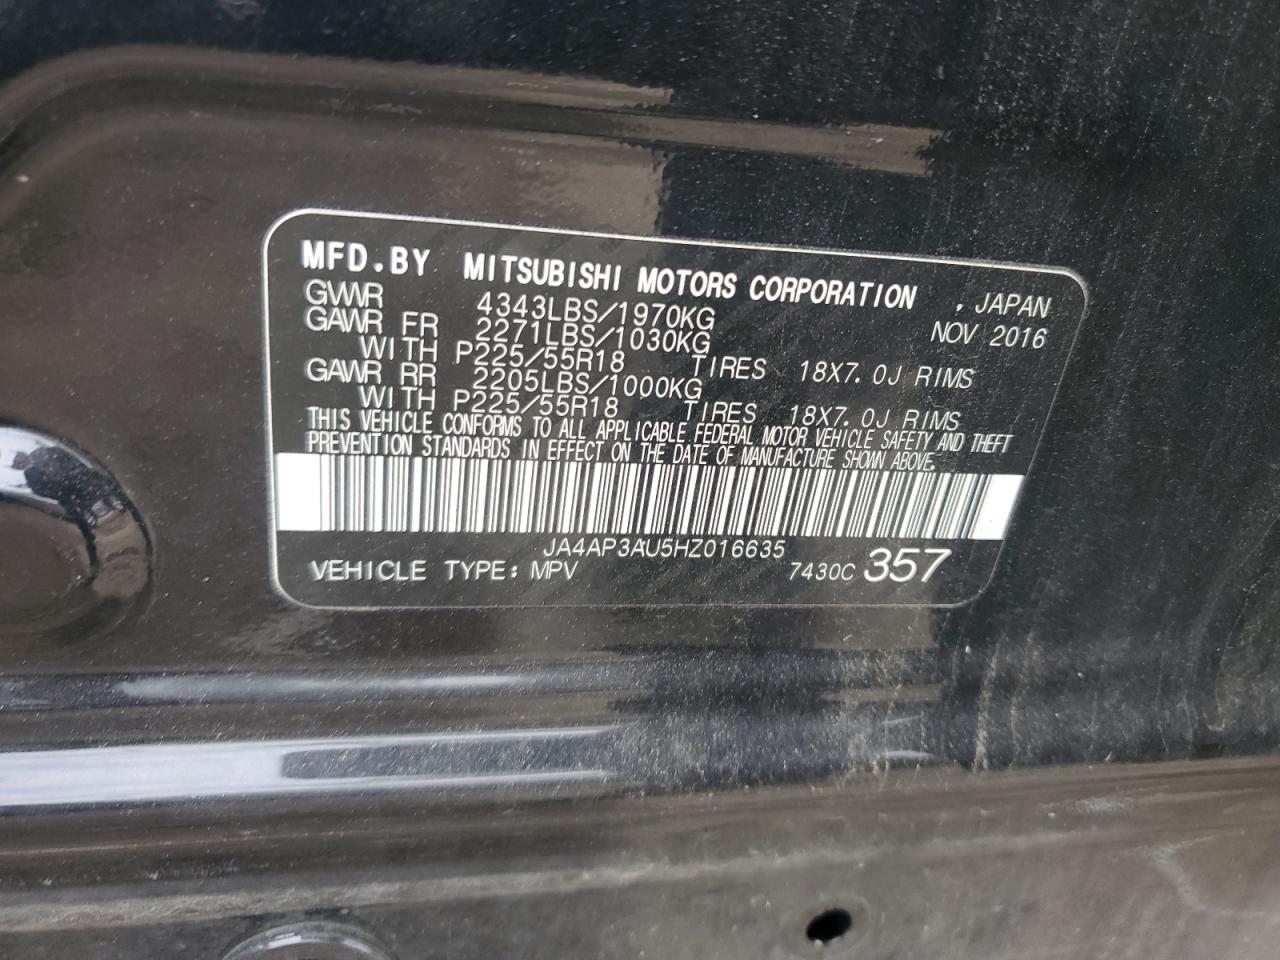 MFD.BY MITSUBISHI MOTORS CORPORATION , JAPAN
GVWR 4343LBS/1970KG NOV 2016
GAWR FR 2271LBS/1030KG
WITH P225/55R18 TIRES 18X7.0J RIMS
GAWR RR 2205LBS/1000KG
WITH P225/55R18 TIRES 18X7.0J RIMS
THIS VEHICLE CONFORMS TO ALL APPLICABLE FEDERAL MOTOR VEHICLE SAFETY AND THEFT
PREVENTION STANDARDS IN EFFECT ON THE DATE OF MANUFACTURE SHOWN ABOVE.
JA4AP3AU5HZ016635
VEHICLE TYPE: MPV 7430C 357